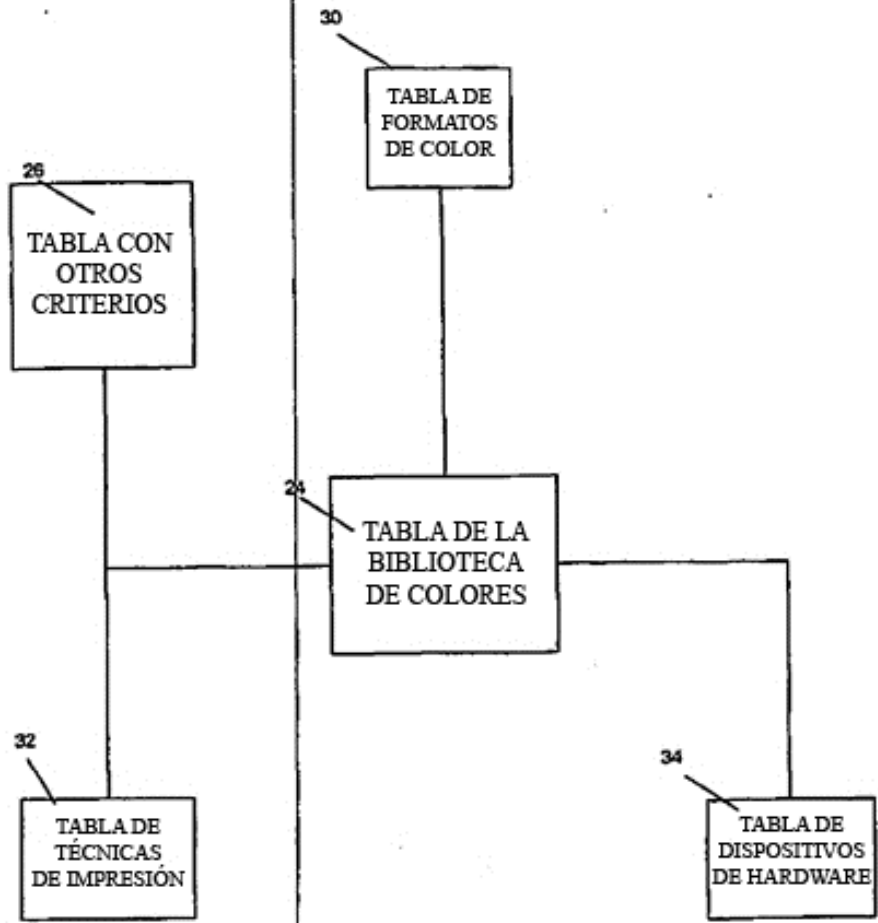 30
TABLA DE
FORMATOS
DE COLOR
26
TABLA CON
OTROS
CRITERIOS
24
TABLA DE LA
BIBLIOTECA
DE COLORES
32
TABLA DE
TÉCNICAS
DE IMPRESIÓN
34
TABLA DE
DISPOSITIVOS
DE HARDWARE